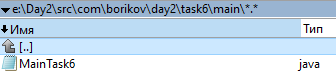 ▼e:\Day2\src\com\borikov\day2\task6\main\*.*
Имя Тип
[..]
MainTask6 java